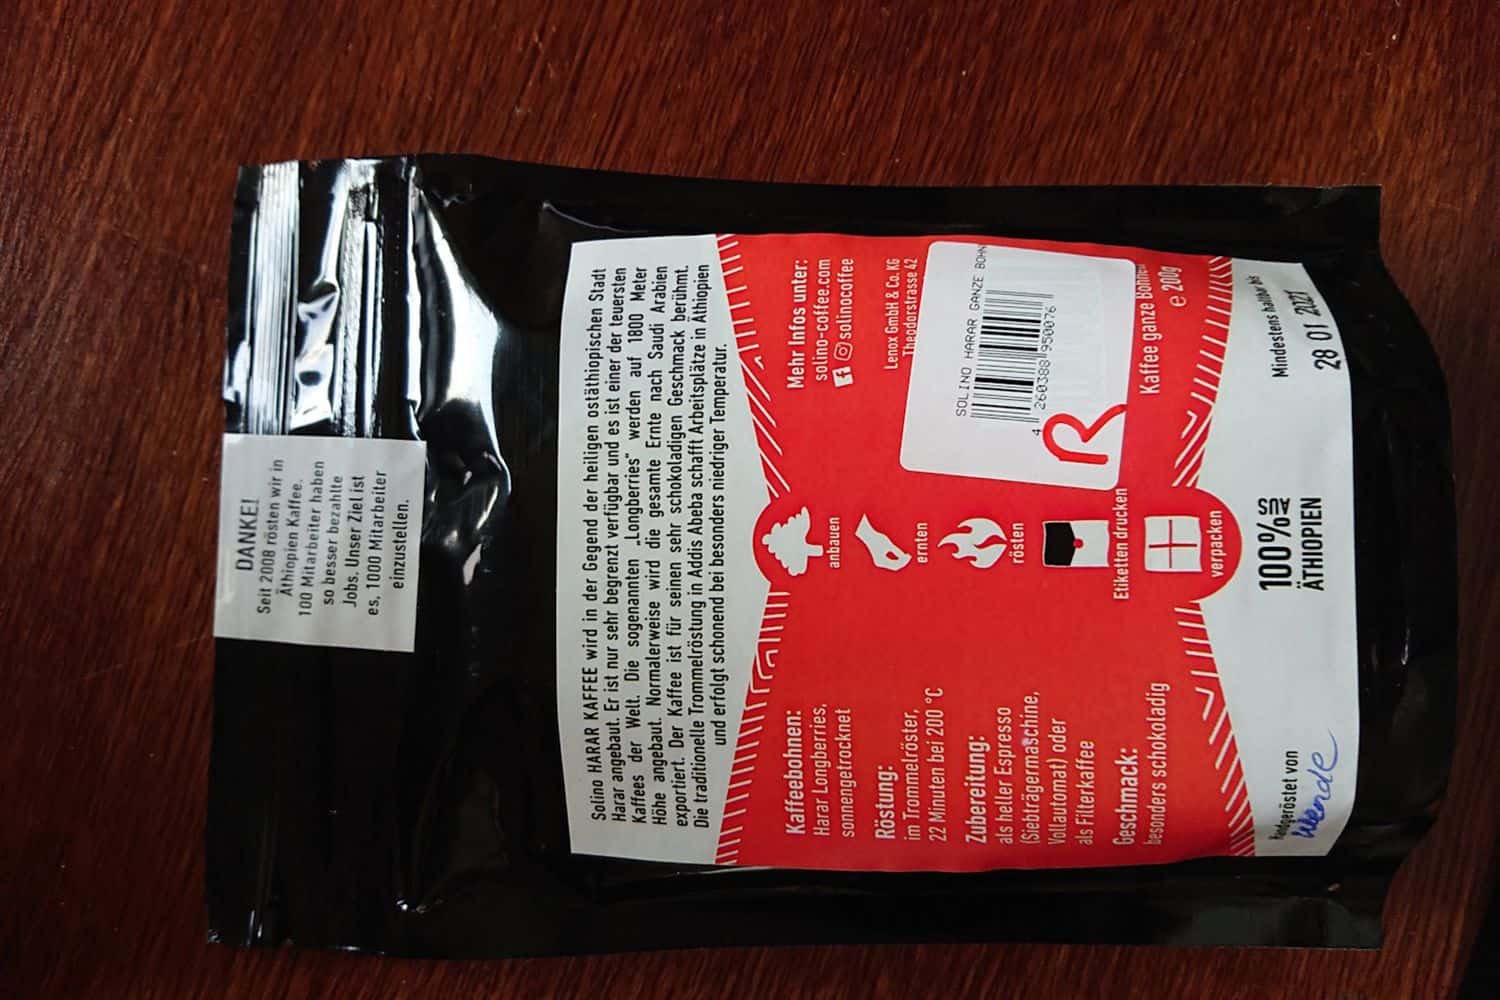 DANKE!
Seit 2008 rösten wir in
Äthiopien Kaffee.
100 Mitarbeiter haben
so besser bezahlte
Jobs. Unser Ziel ist
es, 1000 Mitarbeiter
einzustellen.
Solino HARAR KAFFEE wird in der Gegend der heiligen ostäthiopischen Stadt
Harar angebaut. Er ist nur sehr begrenzt verfügbar und es ist einer der teuersten
Kaffees der Welt. Die sogenannten „Longberries" werden auf 1800 Meter
Höhe angebaut. Normalerweise wird die gesamte Ernte nach Saudi Arabien
exportiert. Der Kaffee ist für seinen sehr schokoladigen Geschmack berühmt.
Die traditionelle Trommelröstung in Addis Abeba schafft Arbeitsplätze in Äthiopien
und erfolgt schonend bei besonders niedriger Temperatur.
Kaffeebohnen:
Harar Longberries,
sonnengetrocknet
Röstung:
im Trommelröster,
22 Minuten bei 200 °C
Zubereitung:
als heller Espresso
(Siebträgermaschine,
Vollautomat) oder
als Filterkaffee
Geschmack:
besonders schokoladig
anbauen
ernten
rösten
Etiketten drucken
verpacken
Mehr Infos unter:
solino-coffee.com
solinocoffee
Lenox GmbH & Co. KG
Theodorstrasse 42
SOLINO HARAR GANZE BOHN
4 260388 950076
Kaffee ganze Bohnen
e 200g
Handgeröstet von
Wende
100% AUS
ÄTHIOPIEN
Mindestens haltbar bis
28 01 2021